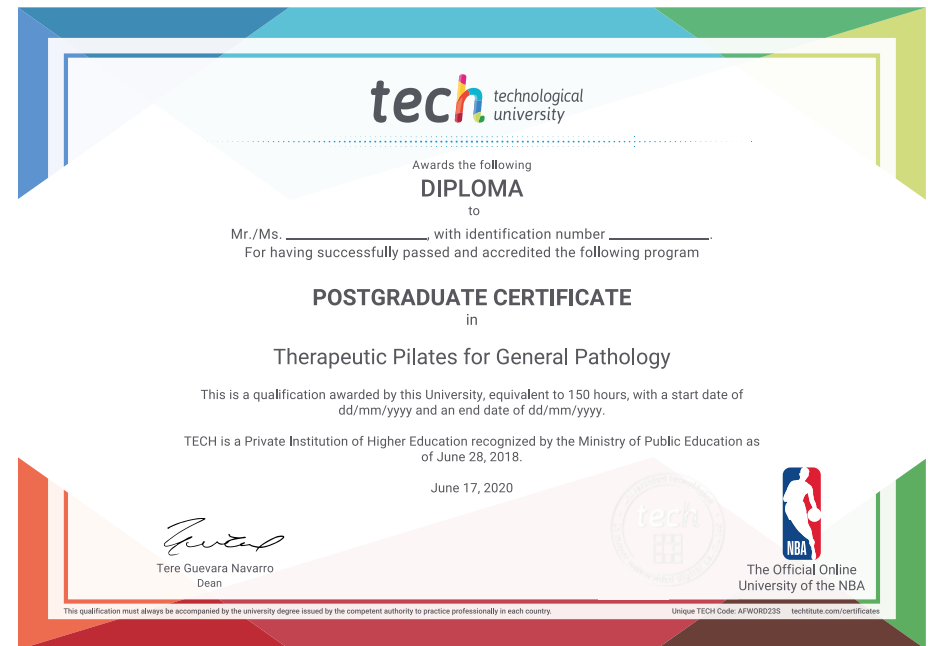 tech technological
university
Awards the following
DIPLOMA
to
Mr./Ms. ____________________, with identification number ______________.
For having successfully passed and accredited the following program
POSTGRADUATE CERTIFICATE
in
Therapeutic Pilates for General Pathology
This is a qualification awarded by this University, equivalent to 150 hours, with a start date of
dd/mm/yyyy and an end date of dd/mm/yyyy.
TECH is a Private Institution of Higher Education recognized by the Ministry of Public Education as
of June 28, 2018.
June 17, 2020
tech
NBA
Tere Guevara Navarro
Dean
The Official Online
University of the NBA
This qualification must always be accompanied by the university degree issued by the competent authority to practice professionally in each country.
Unique TECH Code: AFWORD23S techtitute.com/certificates